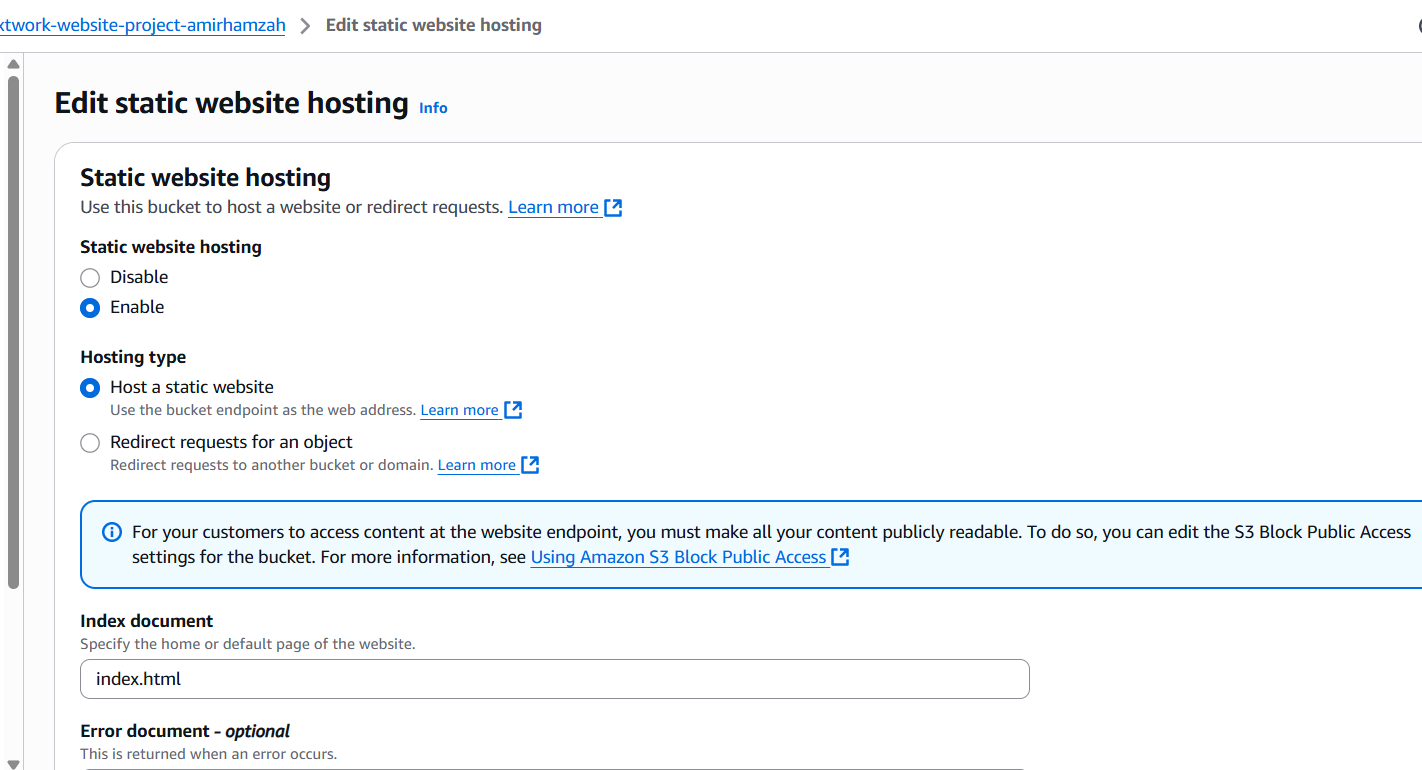 xtwork-website-project-amirhamzah > Edit static website hosting
Edit static website hosting Info
Static website hosting
Use this bucket to host a website or redirect requests. Learn more
Static website hosting
Disable
Enable
Hosting type
Host a static website
Use the bucket endpoint as the web address. Learn more
Redirect requests for an object
Redirect requests to another bucket or domain. Learn more
For your customers to access content at the website endpoint, you must make all your content publicly readable. To do so, you can edit the S3 Block Public Access
settings for the bucket. For more information, see Using Amazon S3 Block Public Access
Index document
Specify the home or default page of the website.
index.html
Error document - optional
This is returned when an error occurs.